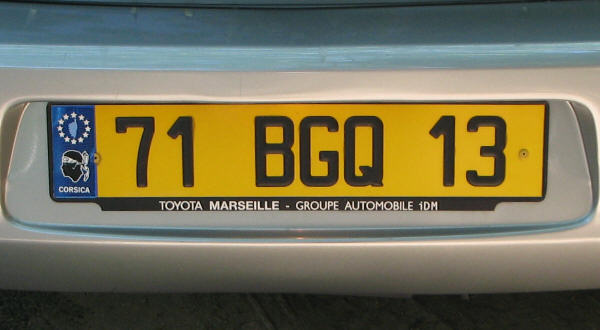 71 BGQ 13
CORSICA
TOYOTA MARSEILLE - GROUPE AUTOMOBILE 1DM